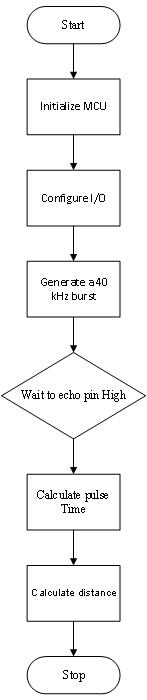 Start
Initialize MCU
Configure I/O
Generate a 40
kHz burst
Wait to echo pin High
Calculate pulse
Time
Calculate distance
Stop